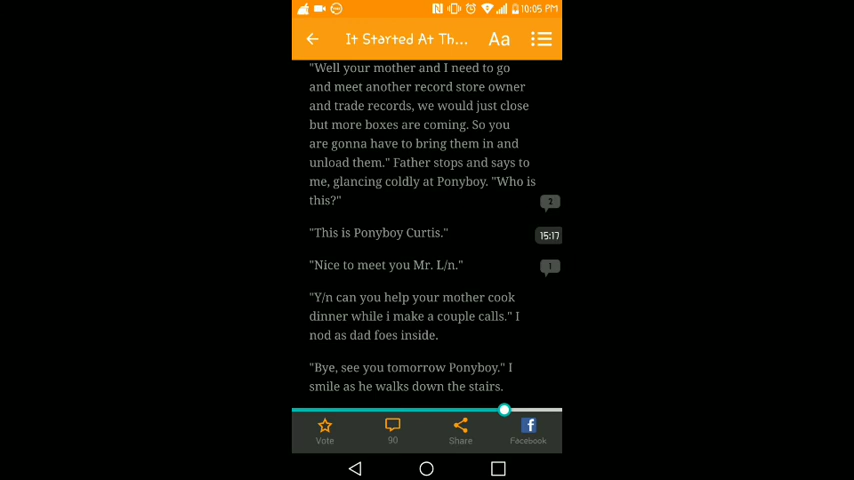 10:05 PM
It Started At Th... Aa
"Well your mother and I need to go
and meet another record store owner
and trade records, we would just close
but more boxes are coming. So you
are gonna have to bring them in and
unload them." Father stops and says to
me, glancing coldly at Ponyboy. "Who is
this?"
2
"This is Ponyboy Curtis."
15:17
"Nice to meet you Mr. L/n."
1
"Y/n can you help your mother cook
dinner while i make a couple calls." I
nod as dad foes inside.
"Bye, see you tomorrow Ponyboy." I
smile as he walks down the stairs.
Vote 90 Share Facebook